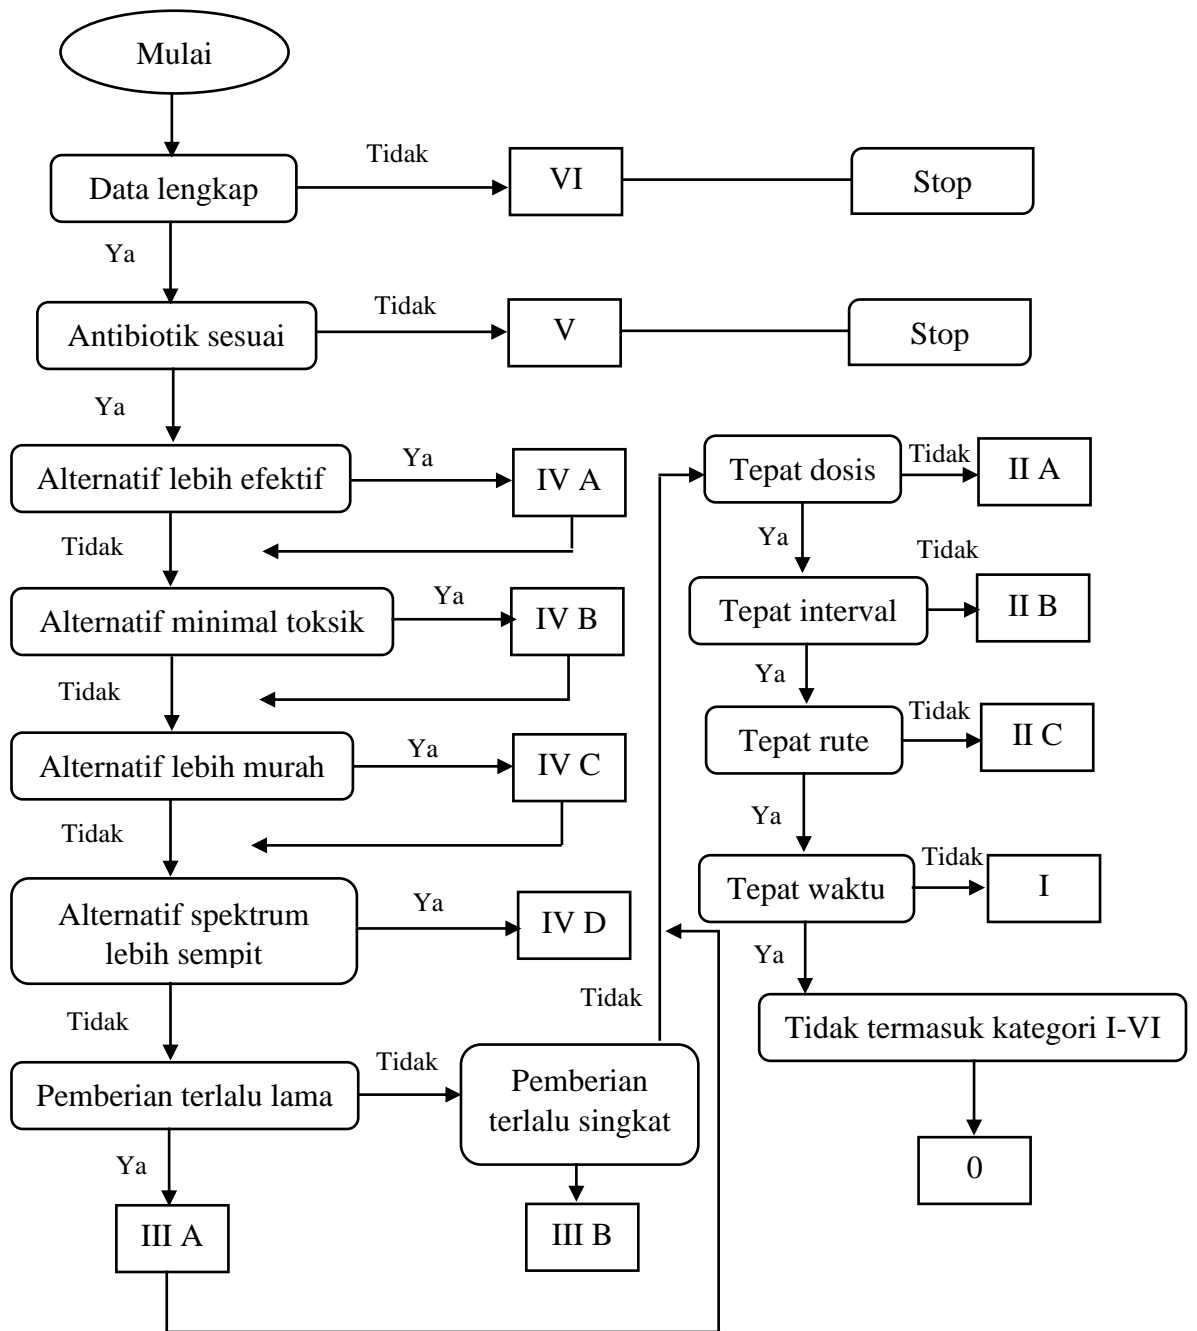 Mulai
Tidak
Data lengkap
VI
Stop
Ya
Tidak
Antibiotik sesuai
V
Stop
Ya
Alternatif lebih efektif
Ya
IV A
Tidak
Alternatif minimal toksik
Ya
IV B
Tidak
Alternatif lebih murah
Ya
IV C
Tidak
Alternatif spektrum
lebih sempit
Ya
IV D
Tidak
Pemberian terlalu lama
Tidak
Pemberian
terlalu singkat
Tidak
Ya
III A
III B
Tepat dosis
Tidak
II A
Ya
Tidak
Tepat interval
II B
Ya
Tidak
Tepat rute
II C
Ya
Tidak
Tepat waktu
I
Ya
Tidak termasuk kategori I-VI
0